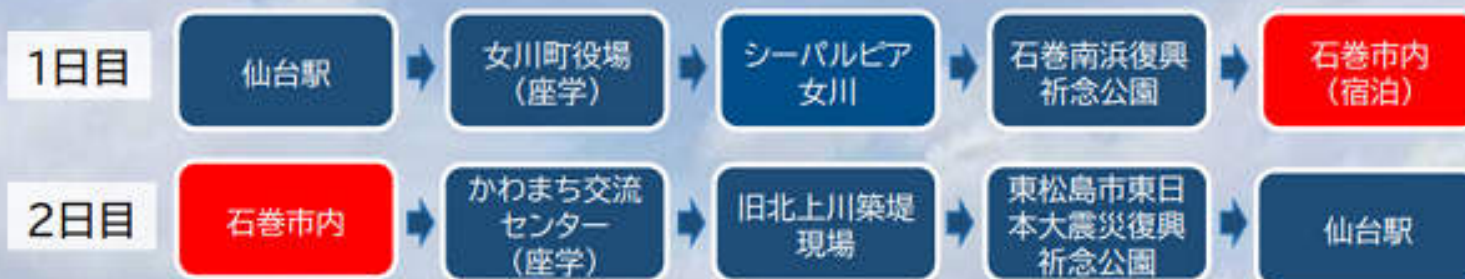 1日目
仙台駅
女川町役場
（座学）
シーパルピア
女川
石巻南浜復興
祈念公園
石巻市内
（宿泊）
2日目
石巻市内
かわまち交流
センター
（座学）
旧北上川築堤
現場
東松島市東日
本大震災復興
祈念公園
仙台駅